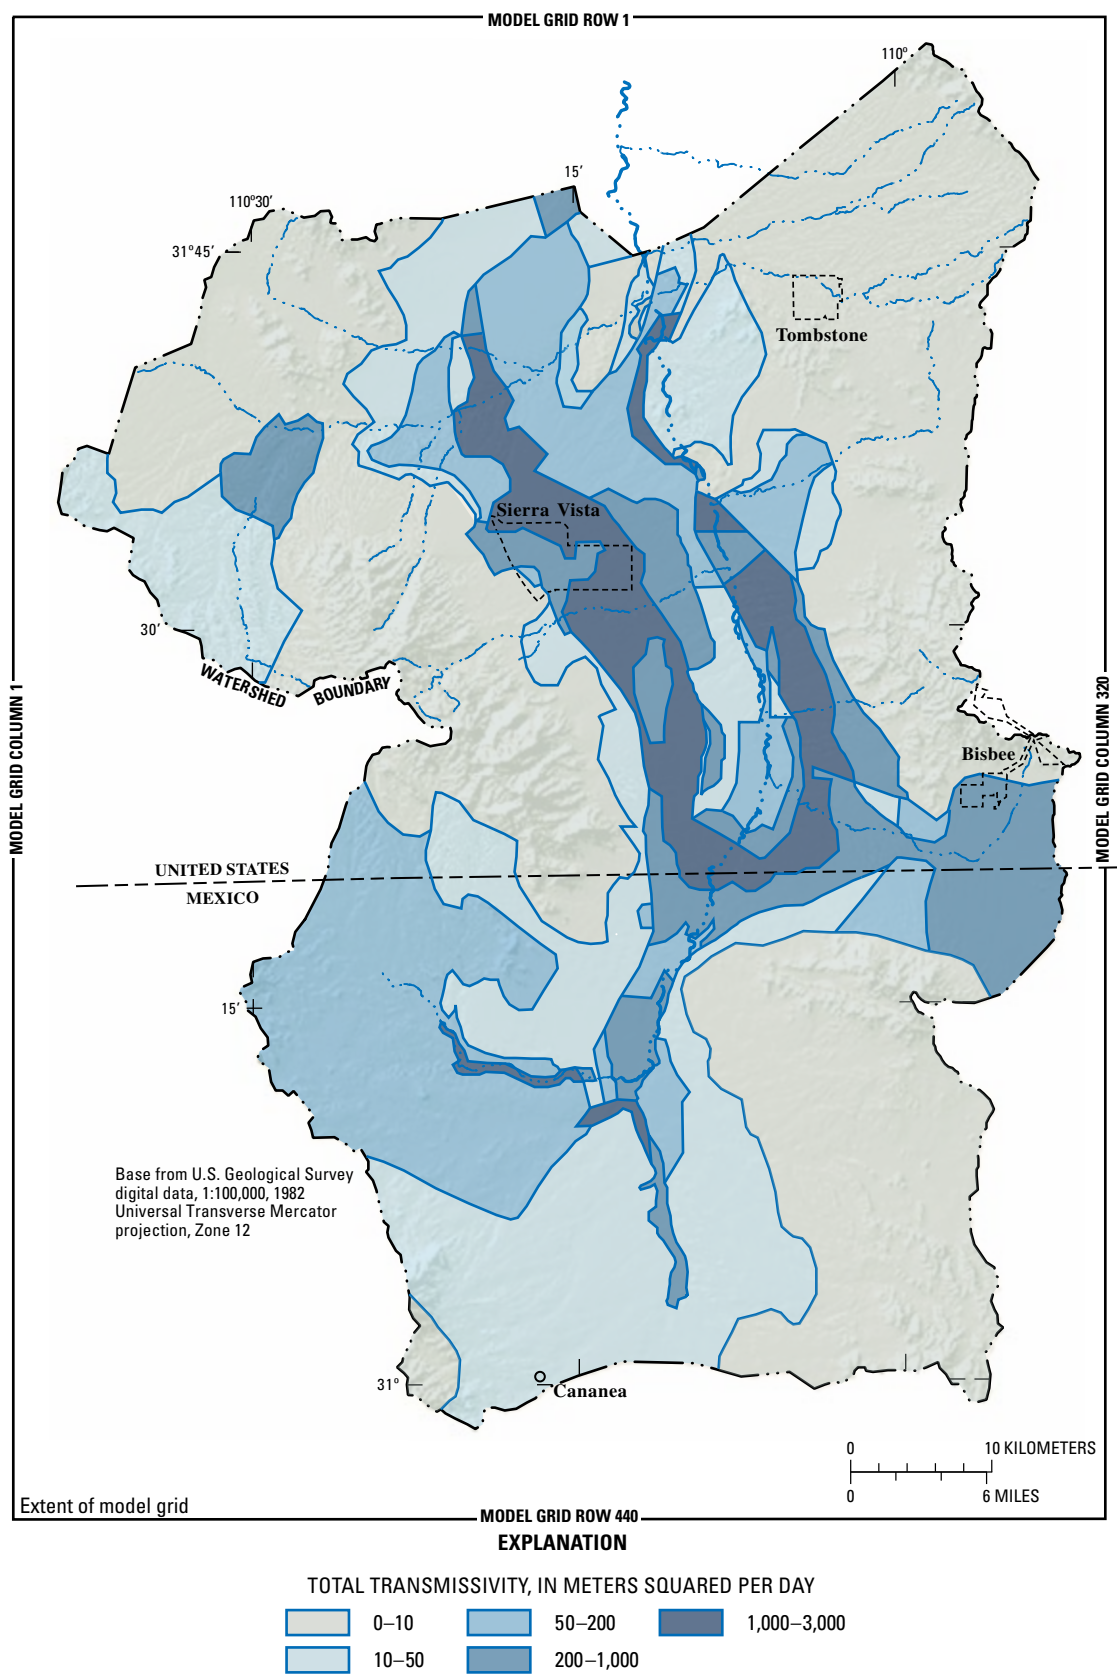 MODEL GRID ROW 1
110°
15′
110°30′
31°45′
Tombstone
Sierra Vista
30′
WATERSHED BOUNDARY
MODEL GRID COLUMN 1
MODEL GRID COLUMN 320
Bisbee
UNITED STATES
MEXICO
15′
Base from U.S. Geological Survey
digital data, 1:100,000, 1982
Universal Transverse Mercator
projection, Zone 12
31°
Cananea
0 10 KILOMETERS
0 6 MILES
Extent of model grid
MODEL GRID ROW 440
EXPLANATION
TOTAL TRANSMISSIVITY, IN METERS SQUARED PER DAY
0–10 50–200 1,000–3,000
10–50 200–1,000